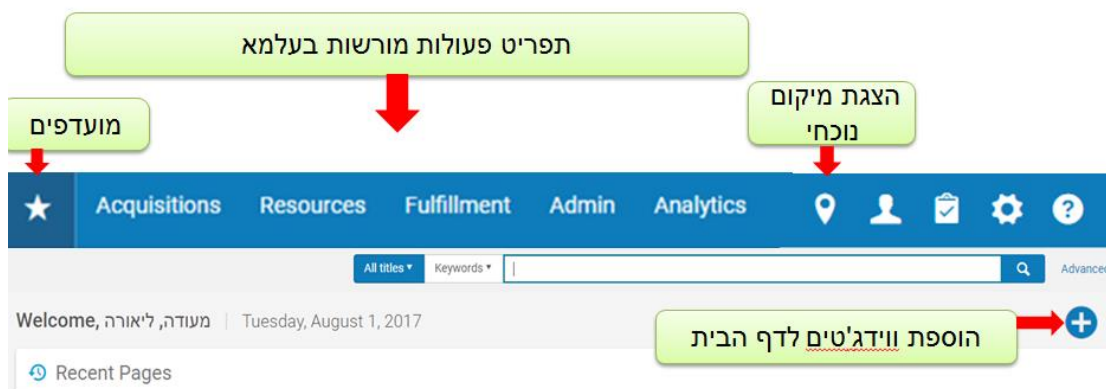 תפריט פעולות מורשות בעלמא
הצגת מיקום
נוכחי
מועדפים
Acquisitions Resources Fulfillment Admin Analytics
All titles Keywords Advanced
Welcome, מעודה, ליאורה Tuesday, August 1, 2017
הוספת ווידג'טים לדף הבית
Recent Pages